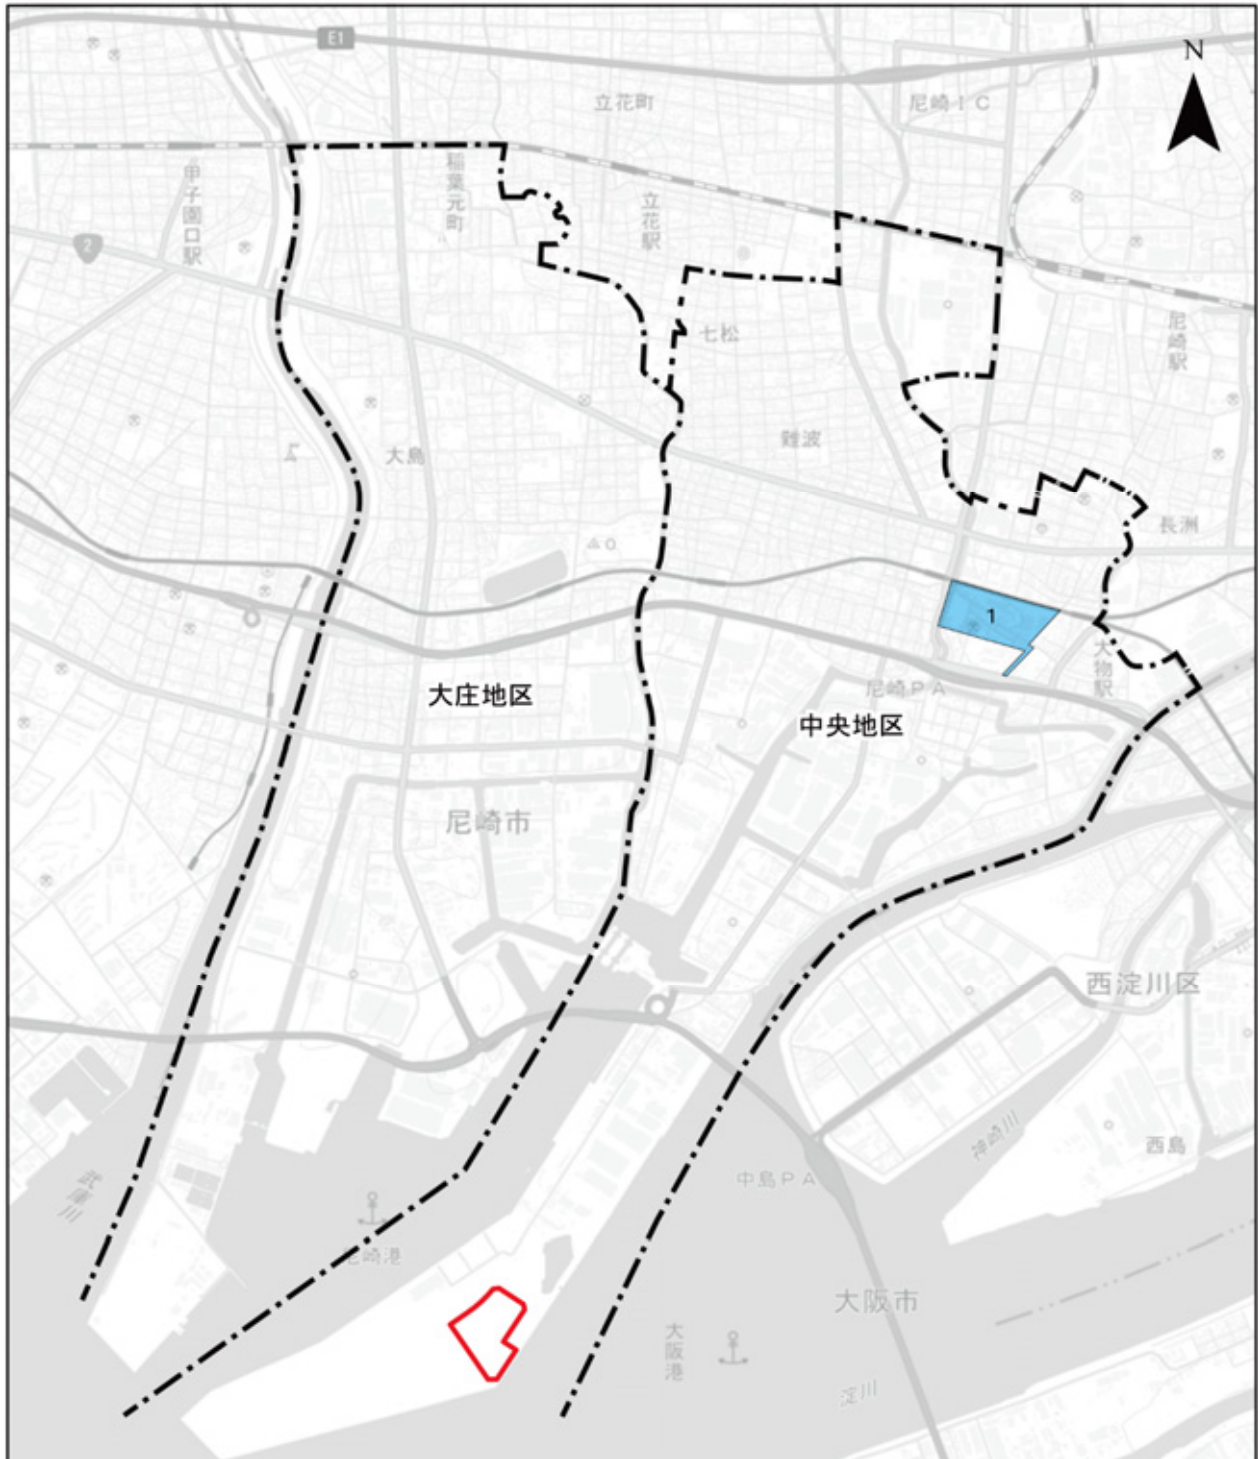 E1
N
立花町
尼崎IC
甲子園口駅
稲葉元町
立花駅
2
七松
尼崎駅
難波
大島
長洲
1
大物駅
尼崎PA
大庄地区
中央地区
尼崎市
西淀川区
神崎川
西島
中島PA
武庫川
尼崎港
大阪市
大阪港
淀川